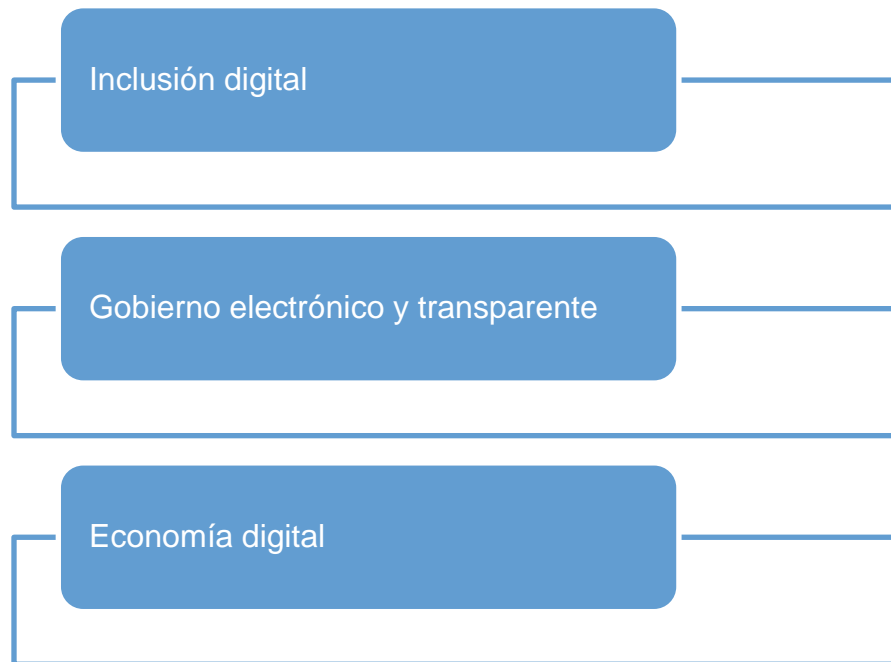 Inclusión digital
Gobierno electrónico y transparente
Economía digital